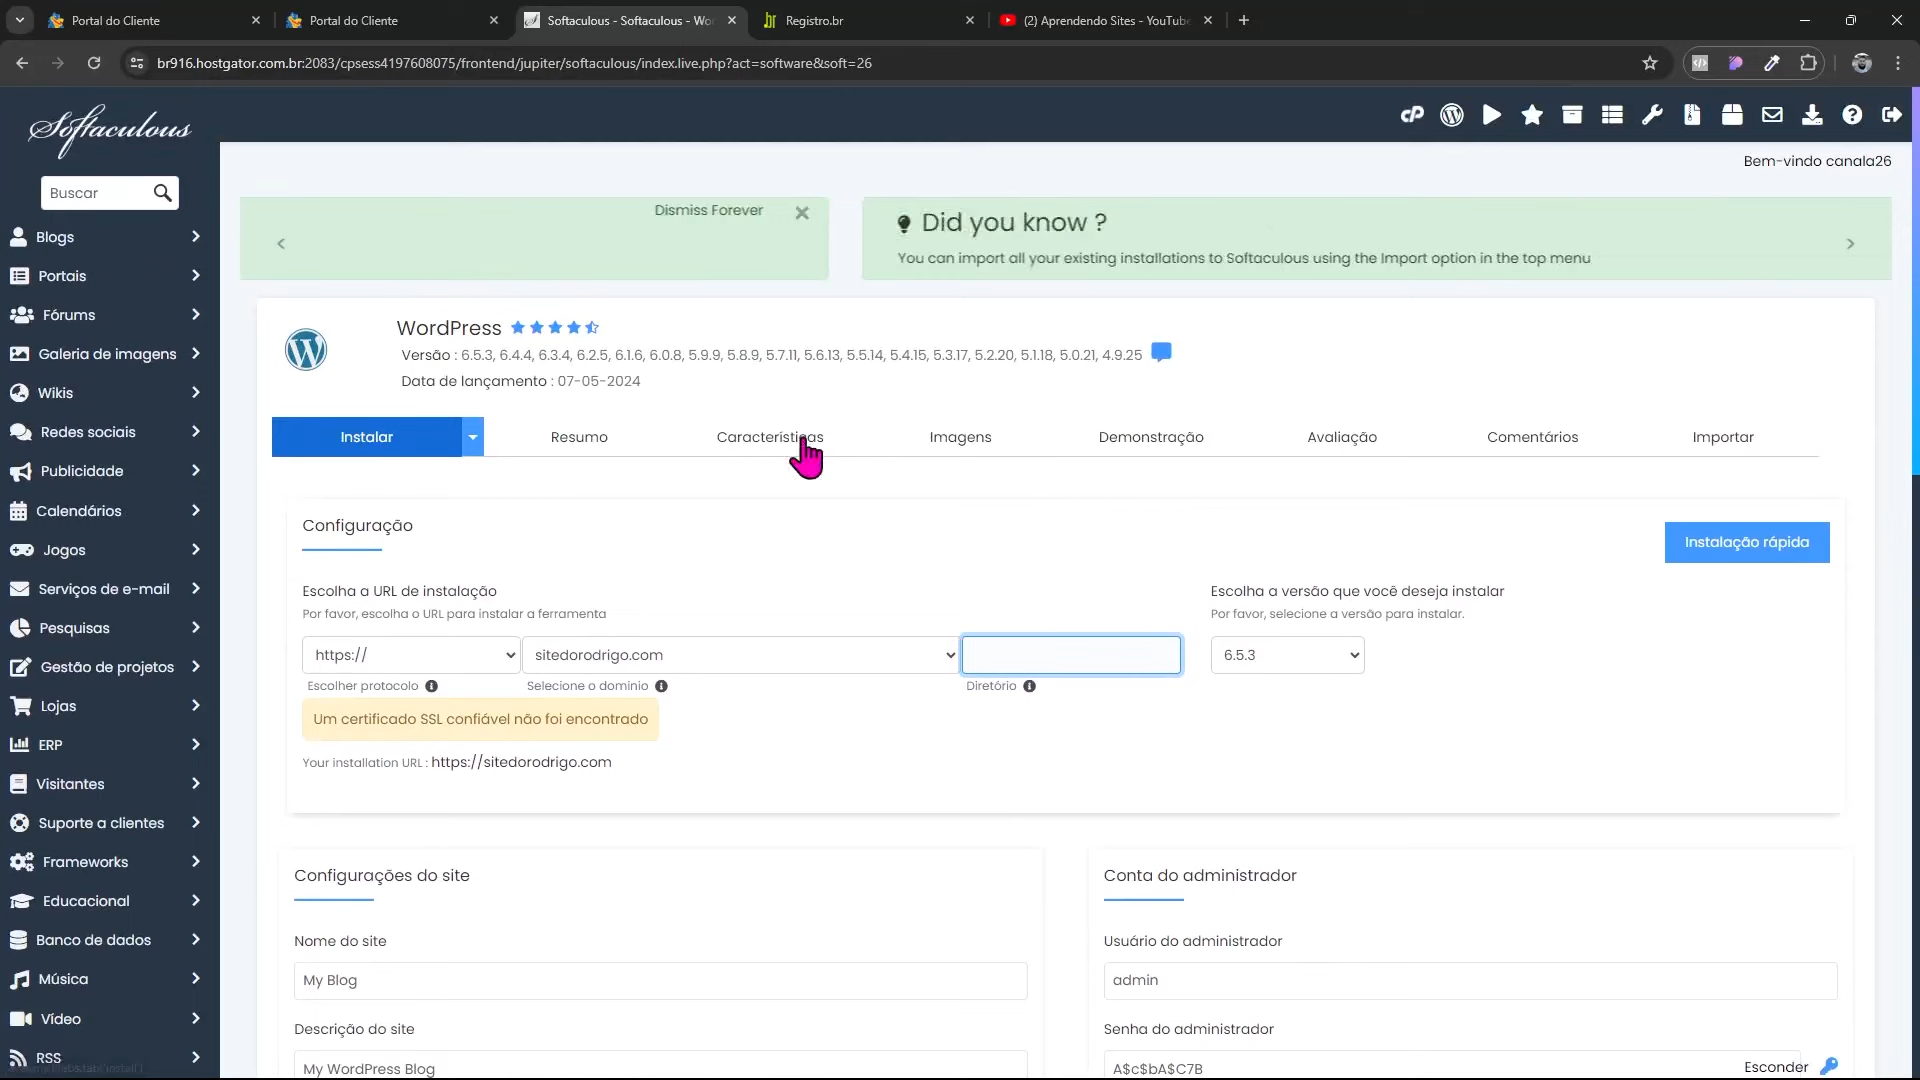 Portal do Cliente
Portal do Cliente
Softaculous - Softaculous - Wo
Registro.br
(2) Aprendendo Sites - YouTube
br916.hostgator.com.br:2083/cpsess4197608075/frontend/jupiter/softaculous/index.live.php?act=software&soft=26
Softaculous
cP
Bem-vindo canala26
Buscar
Blogs
Portais
Fórums
Galeria de imagens
Wikis
Redes sociais
Publicidade
Calendários
Jogos
Serviços de e-mail
Pesquisas
Gestão de projetos
Lojas
ERP
Visitantes
Suporte a clientes
Frameworks
Educacional
Banco de dados
Música
Vídeo
RSS
Dismiss Forever
Did you know ?
You can import all your existing installations to Softaculous using the Import option in the top menu
WordPress
Versão : 6.5.3, 6.4.4, 6.3.4, 6.2.5, 6.1.6, 6.0.8, 5.9.9, 5.8.9, 5.7.11, 5.6.13, 5.5.14, 5.4.15, 5.3.17, 5.2.20, 5.1.18, 5.0.21, 4.9.25
Data de lançamento : 07-05-2024
Instalar
Resumo
Características
Imagens
Demonstração
Avaliação
Comentários
Importar
Configuração
Instalação rápida
Escolha a URL de instalação
Por favor, escolha o URL para instalar a ferramenta
https://
sitedorodrigo.com
Escolher protocolo
Selecione o domínio
Diretório
Um certificado SSL confiável não foi encontrado
Your installation URL : https://sitedorodrigo.com
Escolha a versão que você deseja instalar
Por favor, selecione a versão para instalar.
6.5.3
Configurações do site
Nome do site
My Blog
Descrição do site
My WordPress Blog
Conta do administrador
Usuário do administrador
admin
Senha do administrador
A$c$bA$C7B
Esconder